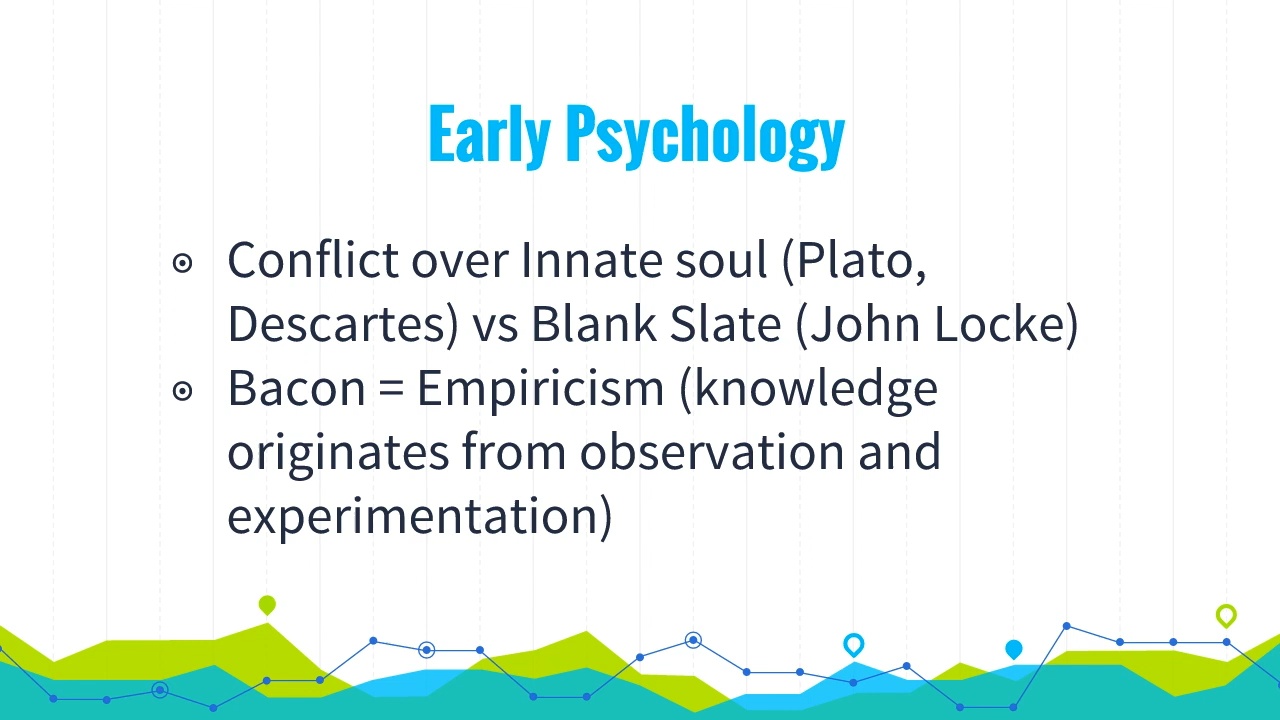 Early Psychology
Conflict over Innate soul (Plato,
Descartes) vs Blank Slate (John Locke)
Bacon = Empiricism (knowledge
originates from observation and
experimentation)